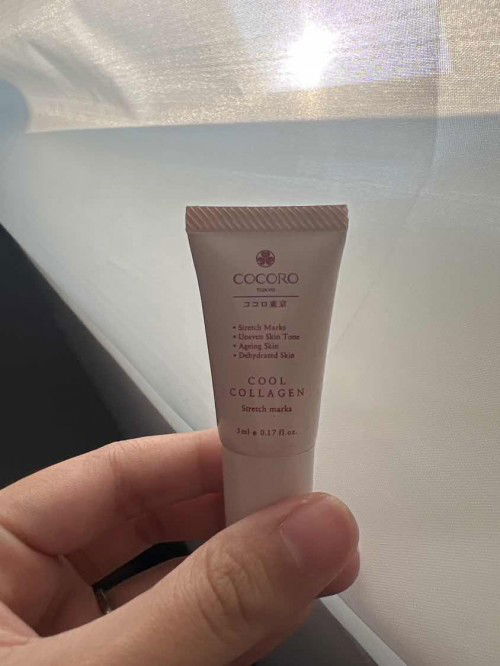 COCORO
TOKYO
ココロ東京
• Stretch Marks
• Uneven Skin Tone
• Ageing Skin
• Dehydrated Skin
COOL
COLLAGEN
Stretch marks
5ml e 0.17 fl.oz.